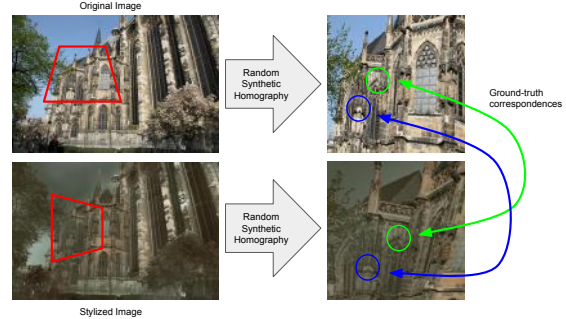 Original Image
Random
Synthetic
Homography
Ground-truth
correspondences
Random
Synthetic
Homography
Stylized Image